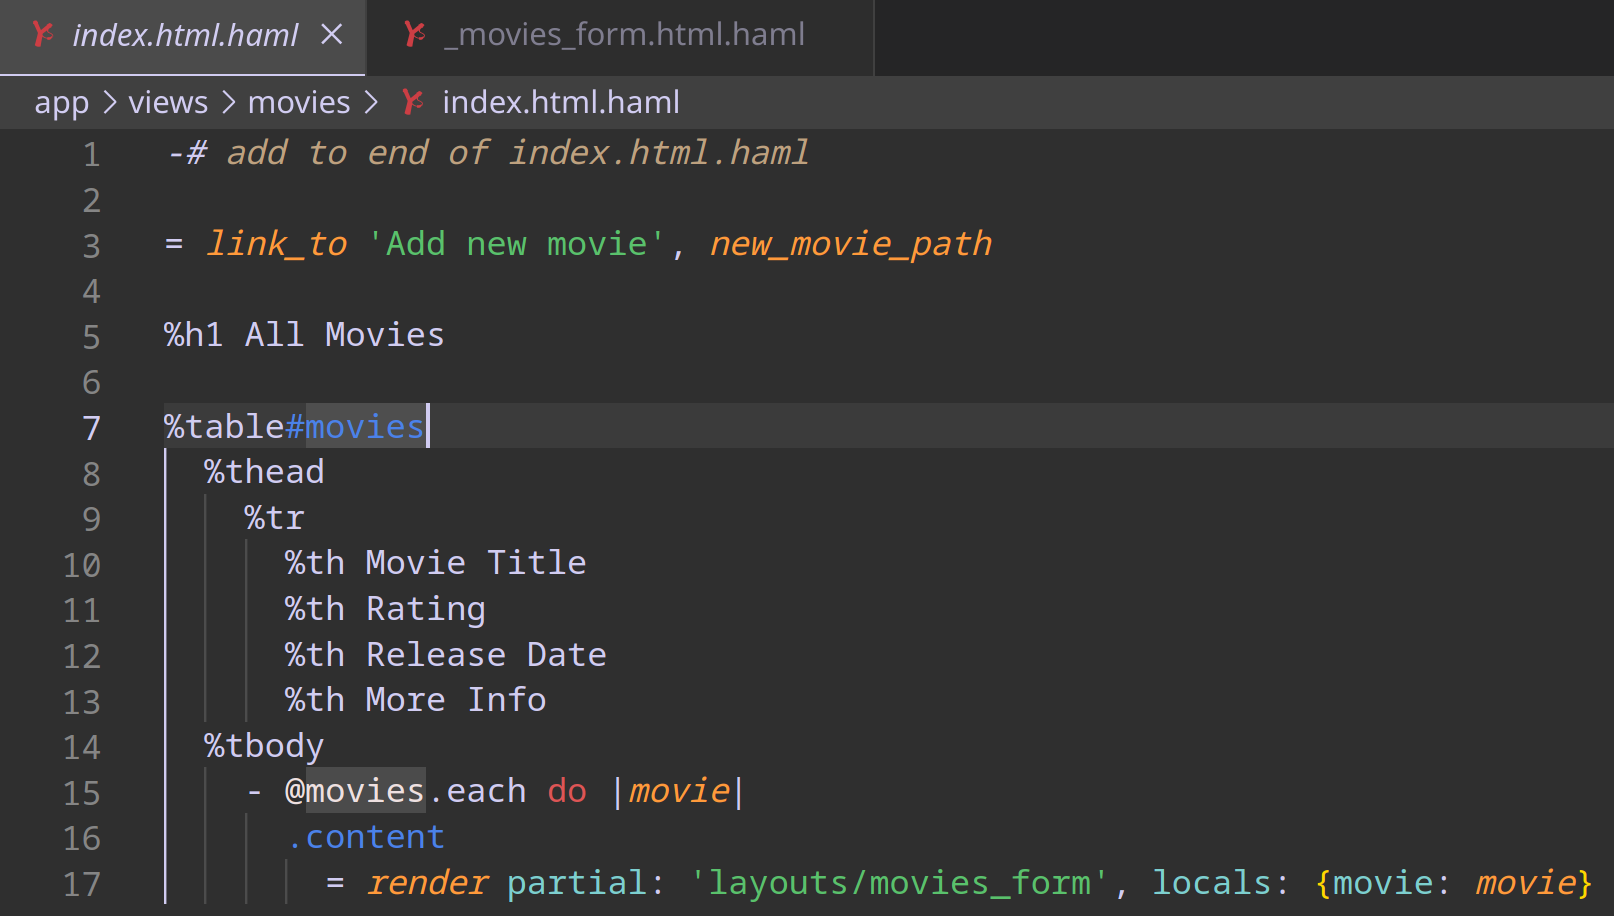 index.html.haml
_movies_form.html.haml
app > views > movies > index.html.haml
1 -# add to end of index.html.haml
2
3 = link_to 'Add new movie', new_movie_path
4
5 %h1 All Movies
6
7 %table#movies
8   %thead
9     %tr
10       %th Movie Title
11       %th Rating
12       %th Release Date
13       %th More Info
14   %tbody
15     - @movies.each do |movie|
16       .content
17         = render partial: 'layouts/movies_form', locals: {movie: movie}